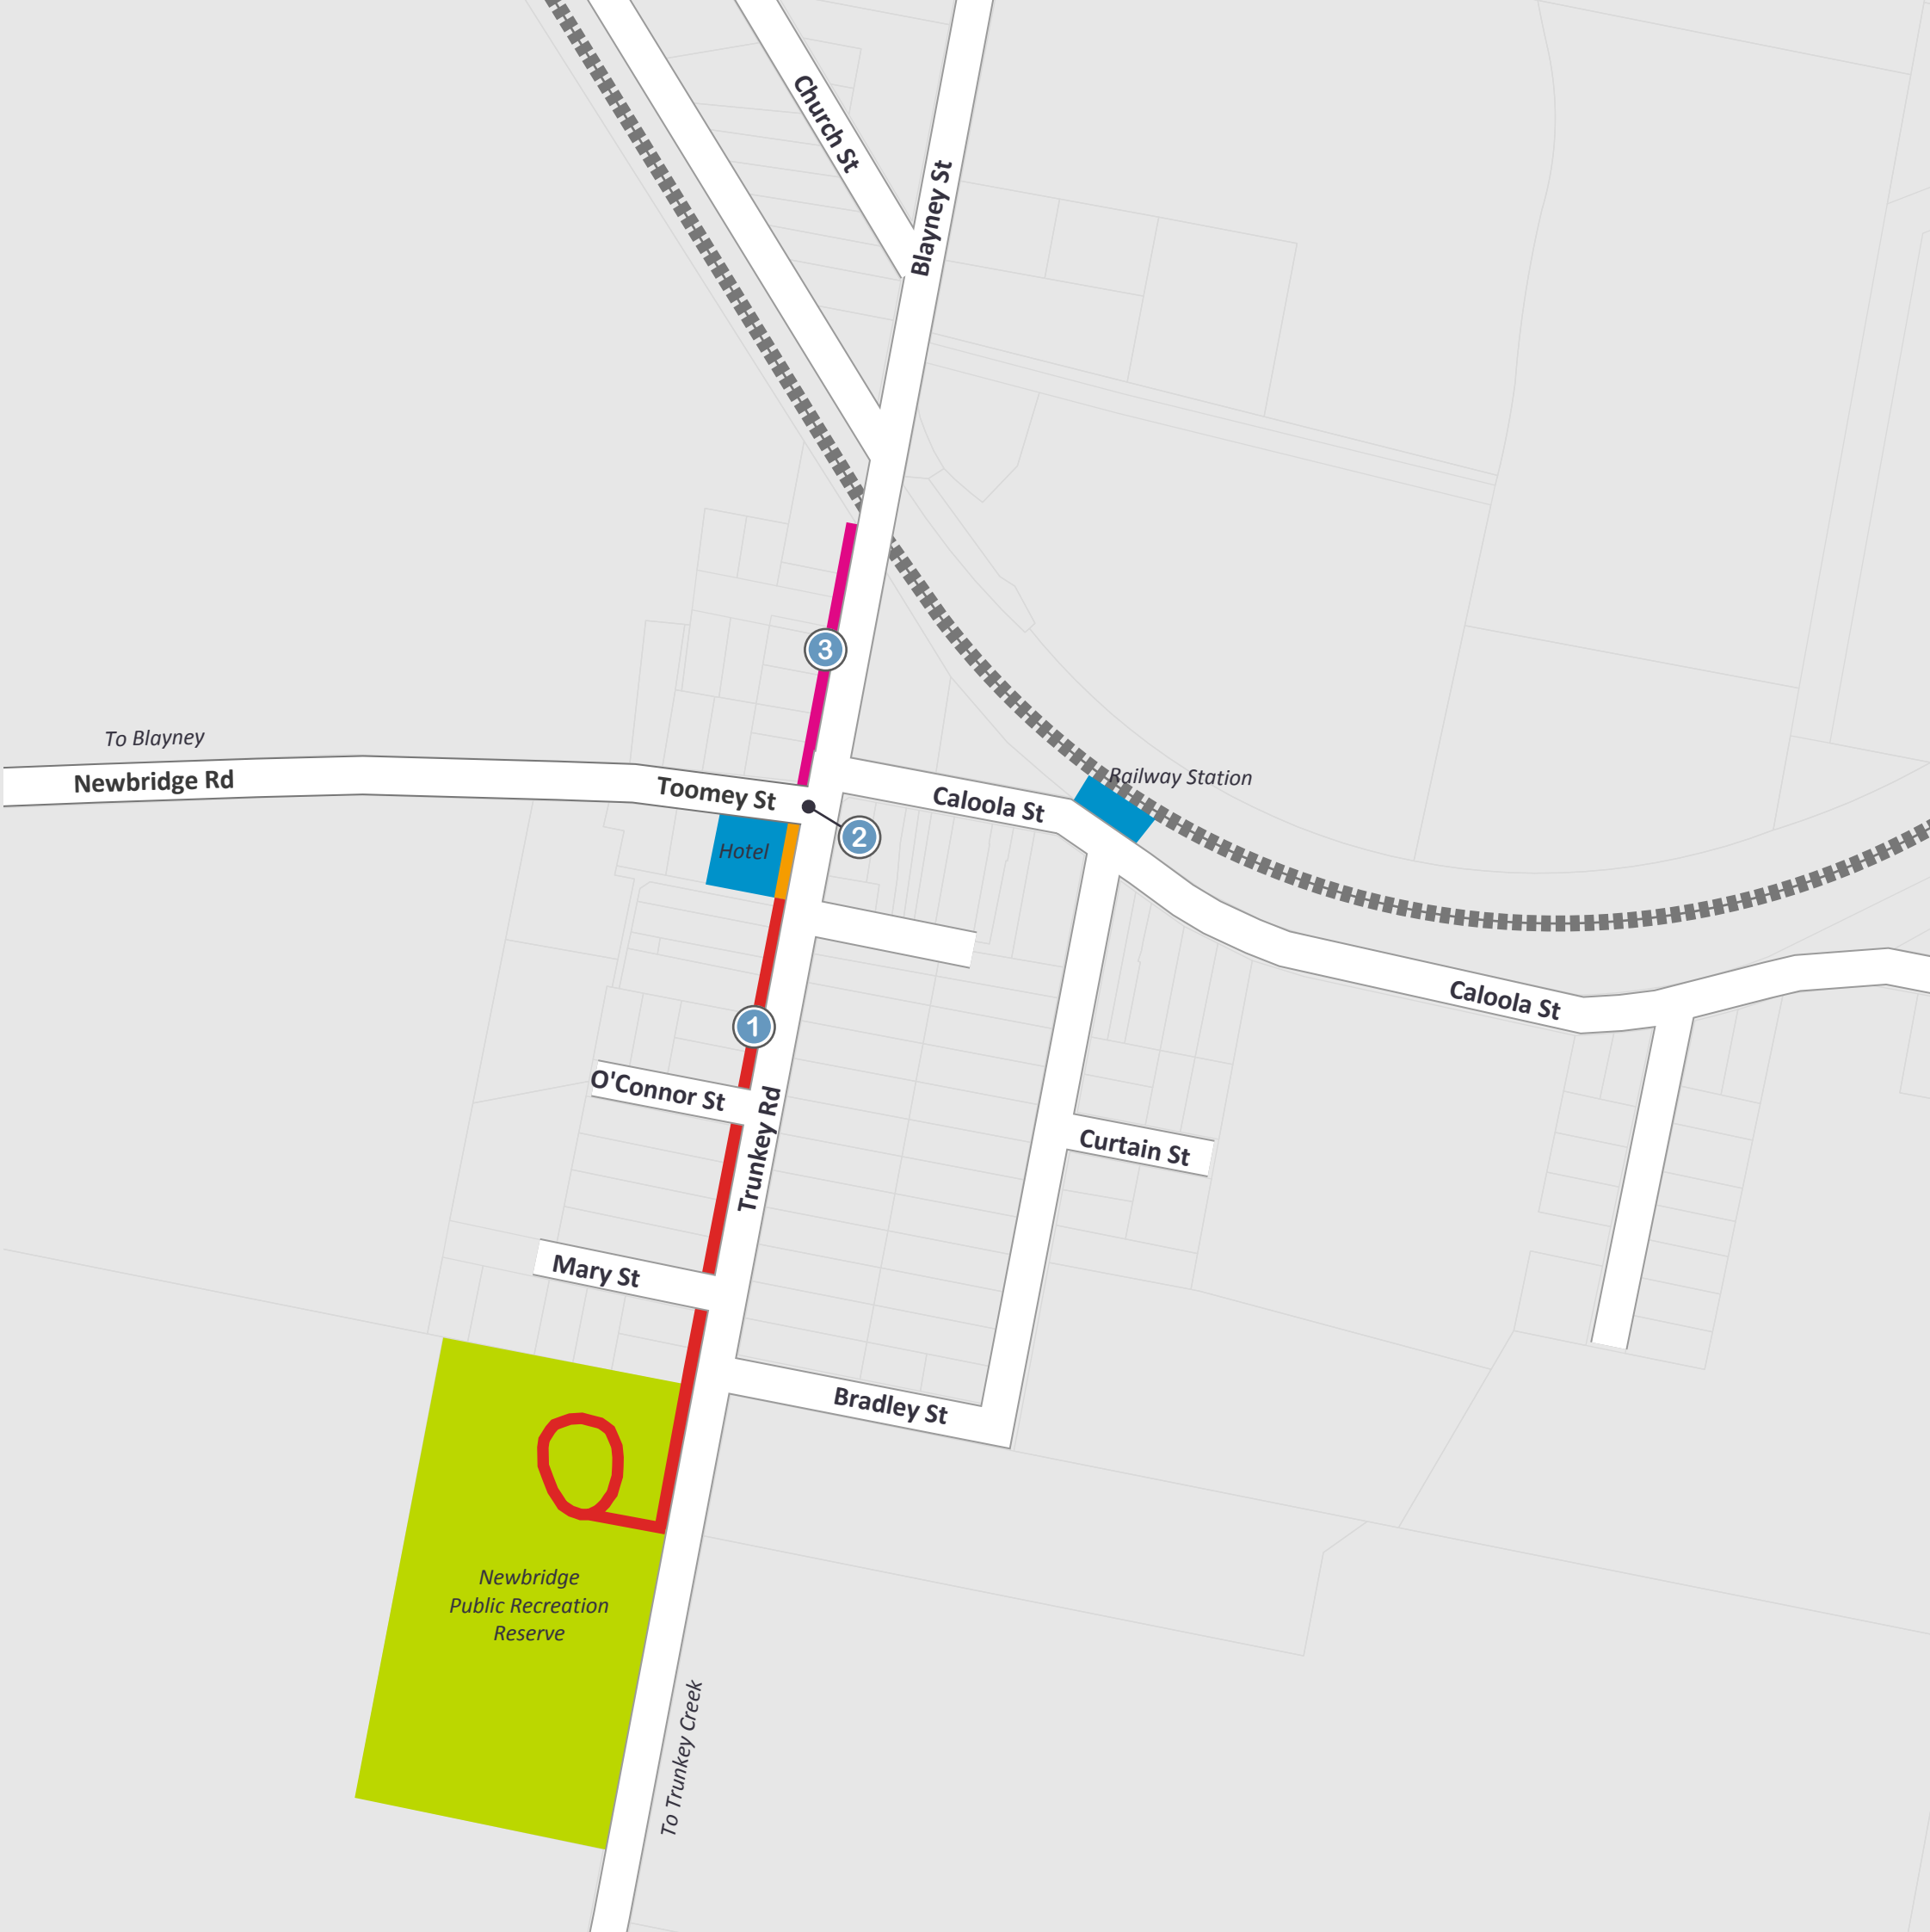 Church St
Blayney St
3
To Blayney
Newbridge Rd
Toomey St
Caloola St
Railway Station
2
Hotel
Caloola St
1
O'Connor St
Trunkey Rd
Curtain St
Mary St
Bradley St
Newbridge
Public Recreation
Reserve
To Trunkey Creek